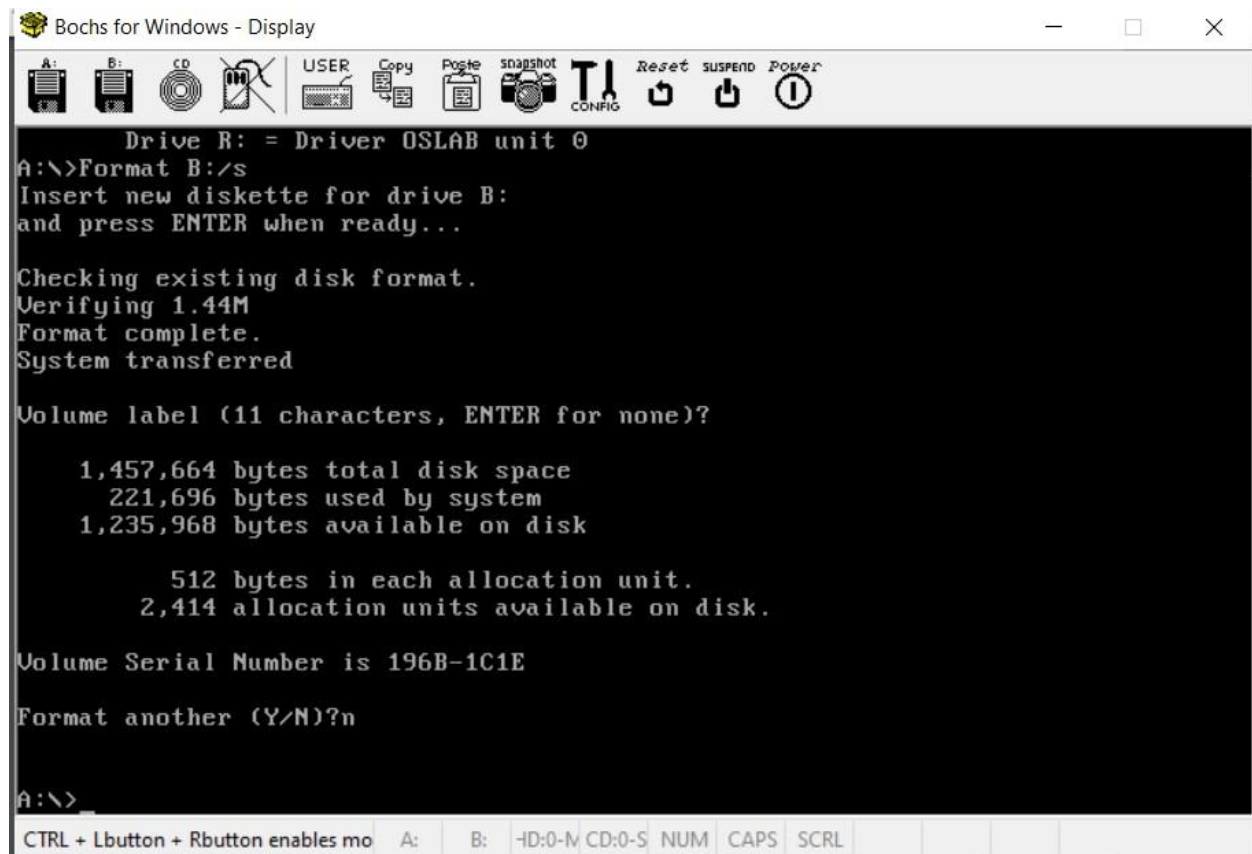 Bochs for Windows - Display
A: B: CD USER Copy Paste snapshot CONFIG Reset SUSPEND Power
Drive R: = Driver OSLAB unit 0
A:\>Format B:/s
Insert new diskette for drive B:
and press ENTER when ready...
Checking existing disk format.
Verifying 1.44M
Format complete.
System transferred
Volume label (11 characters, ENTER for none)?
1,457,664 bytes total disk space
221,696 bytes used by system
1,235,968 bytes available on disk
512 bytes in each allocation unit.
2,414 allocation units available on disk.
Volume Serial Number is 196B-1C1E
Format another (Y/N)?n
A:\>_
CTRL + Lbutton + Rbutton enables mo A: B: HD:0-M CD:0-S NUM CAPS SCRL